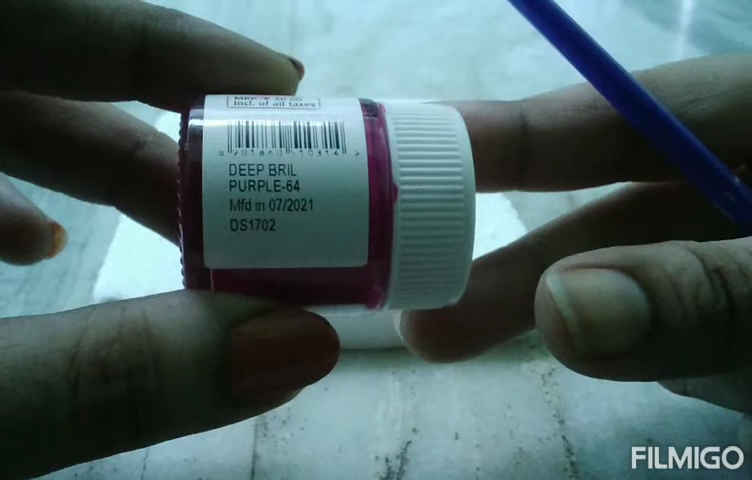 Incl. of all taxes
DEEP BRIL
PURPLE-64
Mfd in 07/2021
DS1702
FILMIGO